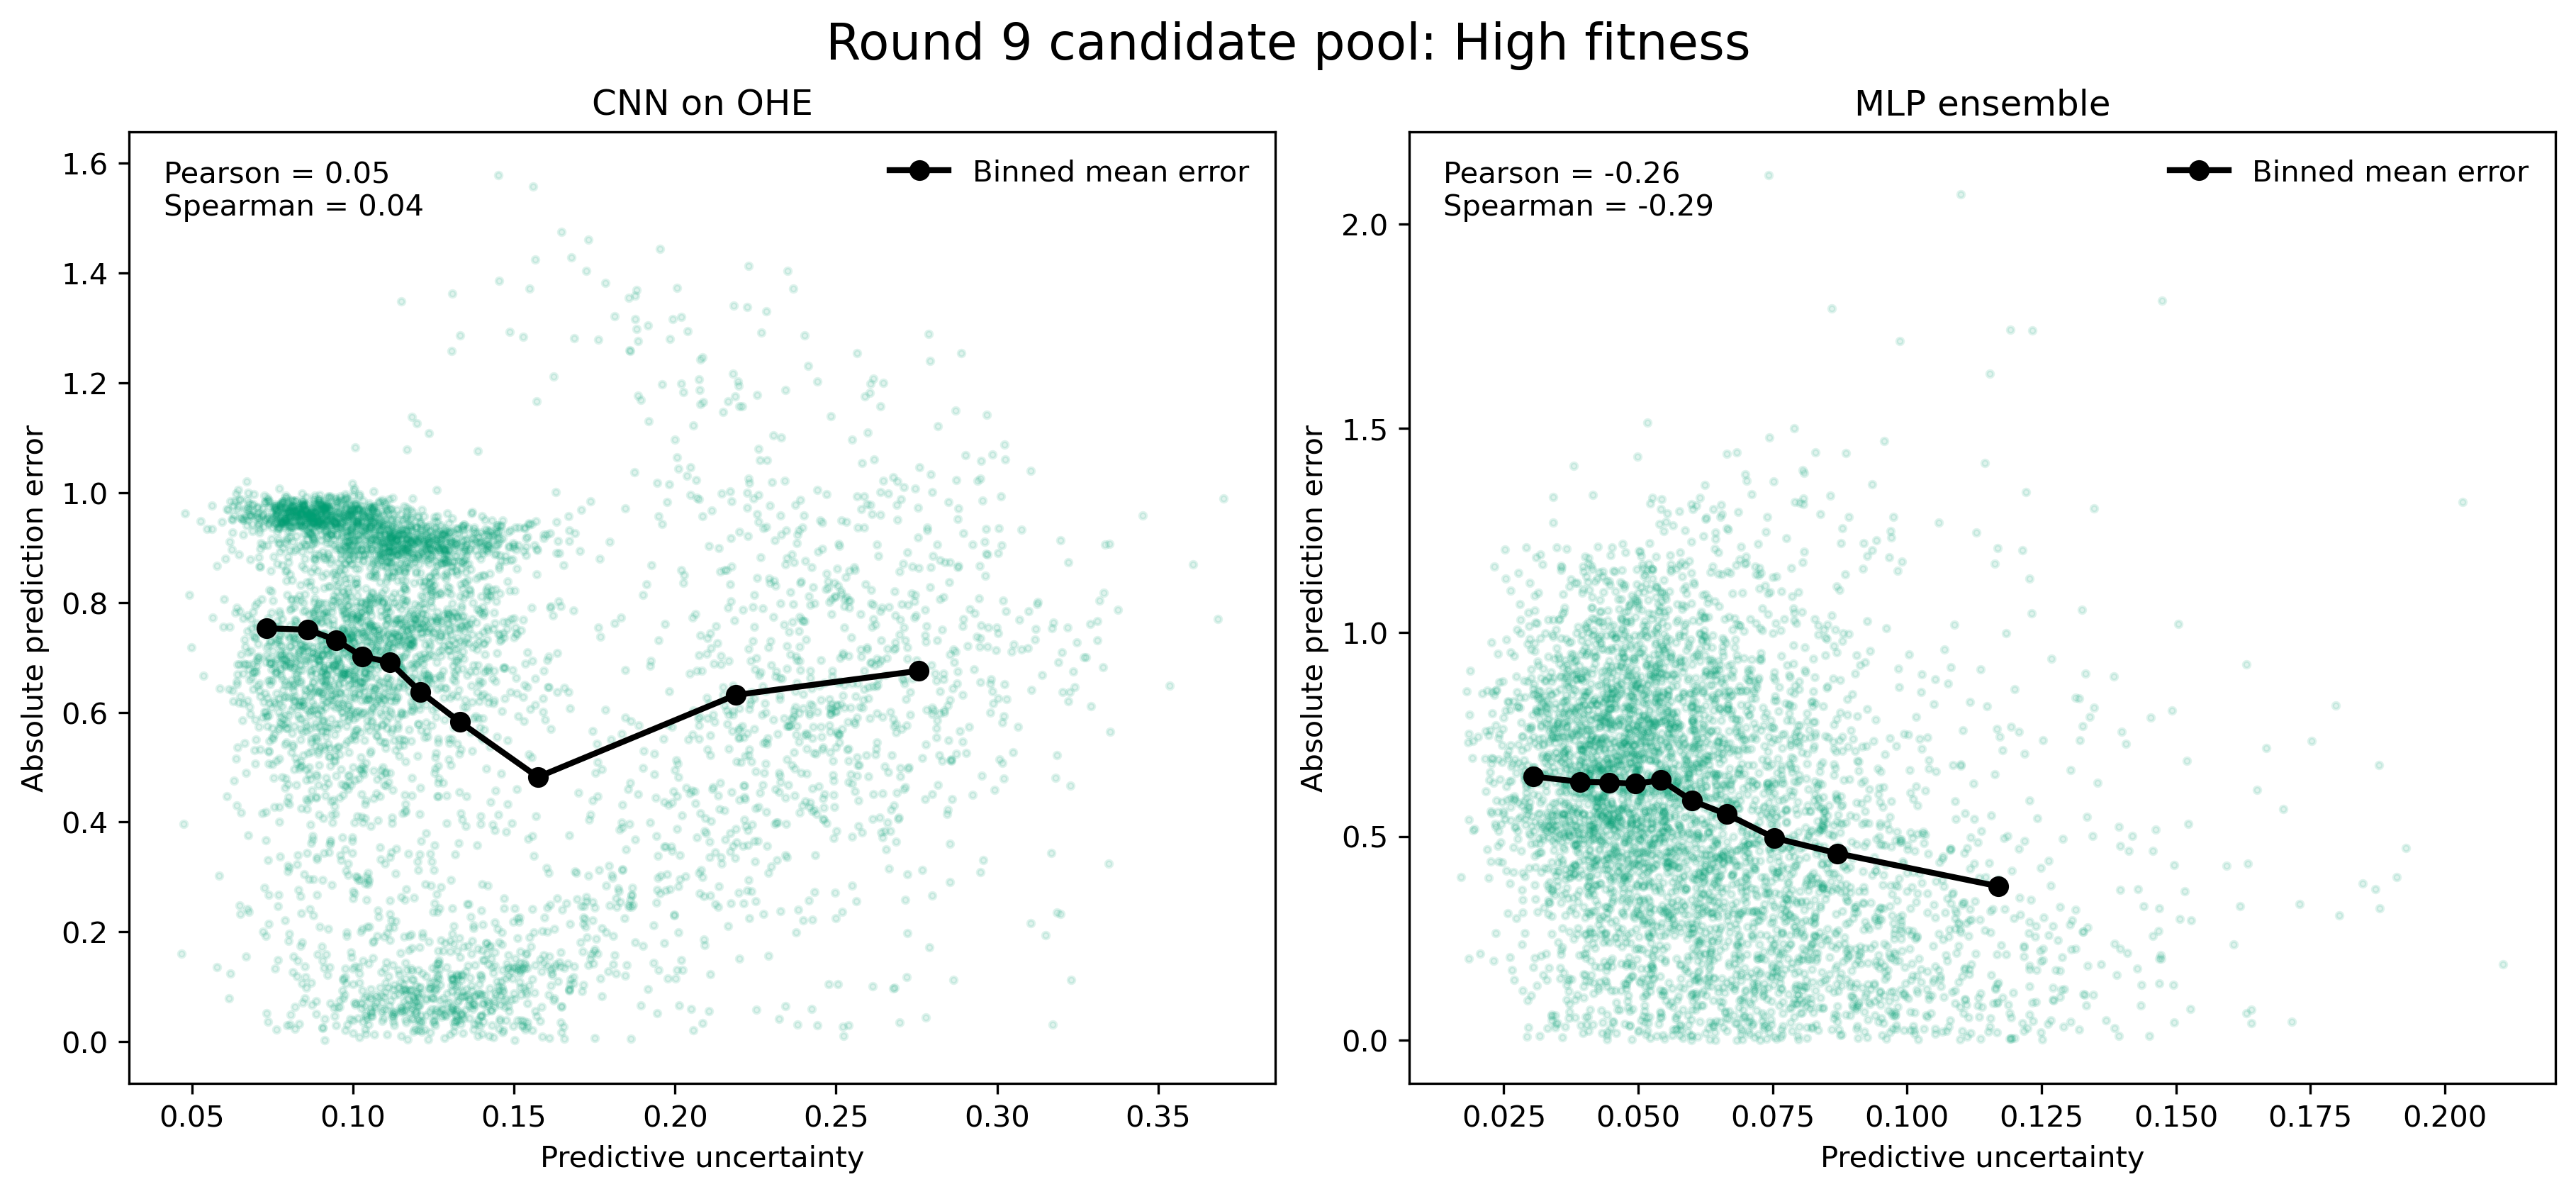 Round 9 candidate pool: High fitness
CNN on OHE
Pearson = 0.05
Spearman = 0.04
Binned mean error
Absolute prediction error
1.6
1.4
1.2
1.0
0.8
0.6
0.4
0.2
0.0
0.05 0.10 0.15 0.20 0.25 0.30 0.35
Predictive uncertainty
MLP ensemble
Pearson = -0.26
Spearman = -0.29
Binned mean error
Absolute prediction error
2.0
1.5
1.0
0.5
0.0
0.025 0.050 0.075 0.100 0.125 0.150 0.175 0.200
Predictive uncertainty